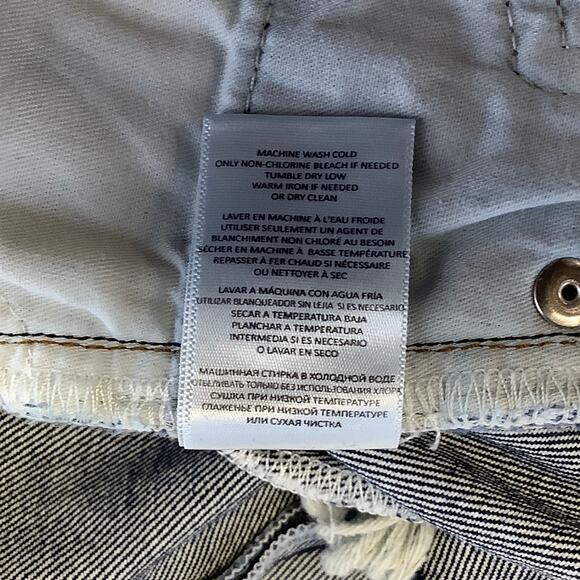 MACHINE WASH COLD
ONLY NON-CHLORINE BLEACH IF NEEDED
TUMBLE DRY LOW
WARM IRON IF NEEDED
OR DRY CLEAN
LAVER EN MACHINE À L'EAU FROIDE
UTILISER SEULEMENT UN AGENT DE
BLANCHIMENT NON CHLORÉ AU BESOIN
SÉCHER EN MACHINE À BASSE TEMPÉRATURE
REPASSER À FER CHAUD SI NÉCESSAIRE
OU NETTOYER À SEC
LAVAR A MÁQUINA CON AGUA FRÍA
UTILIZAR BLANQUEADOR SIN LEJIA SI ES NECESARIO
SECAR A TEMPERATURA BAJA
PLANCHAR A TEMPERATURA
INTERMEDIA SI ES NECESARIO
O LAVAR EN SECO
МАШИННАЯ СТИРКА В ХОЛОДНОЙ ВОДЕ
ОТБЕЛИВАТЬ ТОЛЬКО БЕЗ ИСПОЛЬЗОВАНИЯ ХЛОРА
СУШКА ПРИ НИЗКОЙ ТЕМПЕРАТУРЕ
ГЛАЖЕНЬЕ ПРИ НИЗКОЙ ТЕМПЕРАТУРЕ
ИЛИ СУХАЯ ЧИСТКА